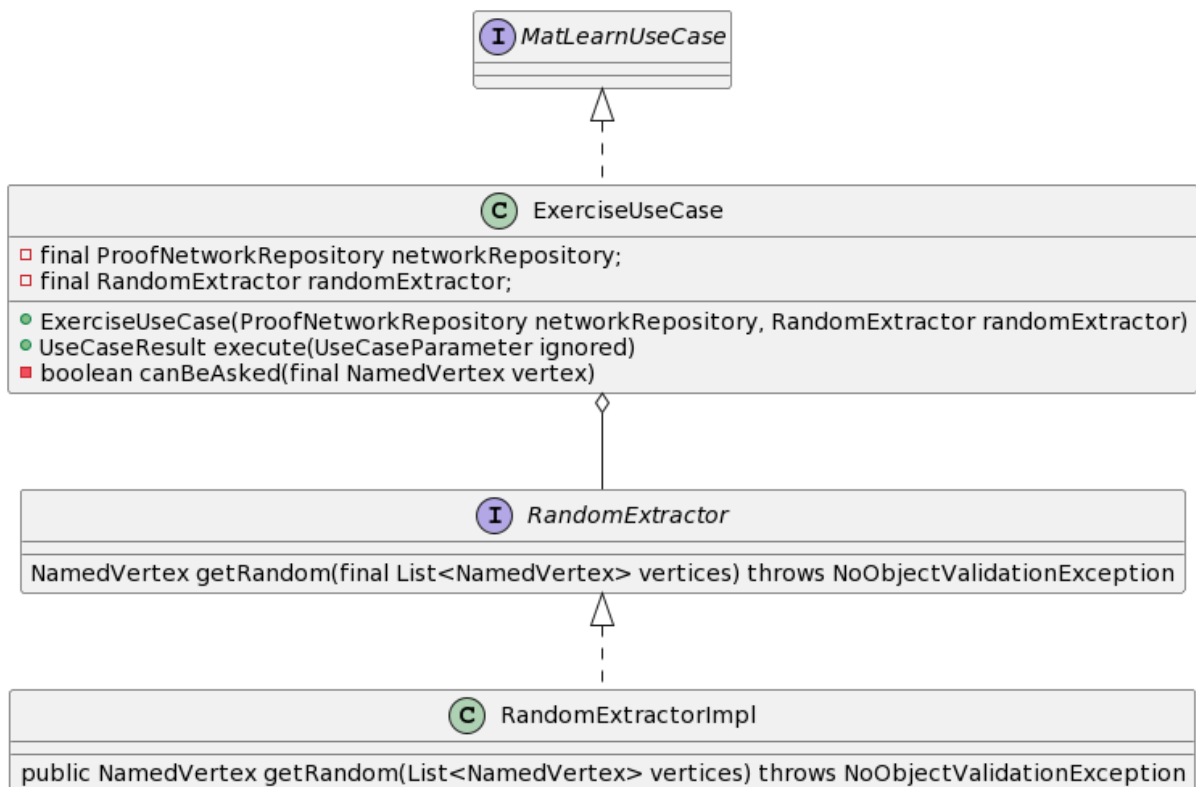 I MatLearnUseCase
C ExerciseUseCase
final ProofNetworkRepository networkRepository;
final RandomExtractor randomExtractor;
ExerciseUseCase(ProofNetworkRepository networkRepository, RandomExtractor randomExtractor)
UseCaseResult execute(UseCaseParameter ignored)
boolean canBeAsked(final NamedVertex vertex)
I RandomExtractor
NamedVertex getRandom(final List<NamedVertex> vertices) throws NoObjectValidationException
C RandomExtractorImpl
public NamedVertex getRandom(List<NamedVertex> vertices) throws NoObjectValidationException